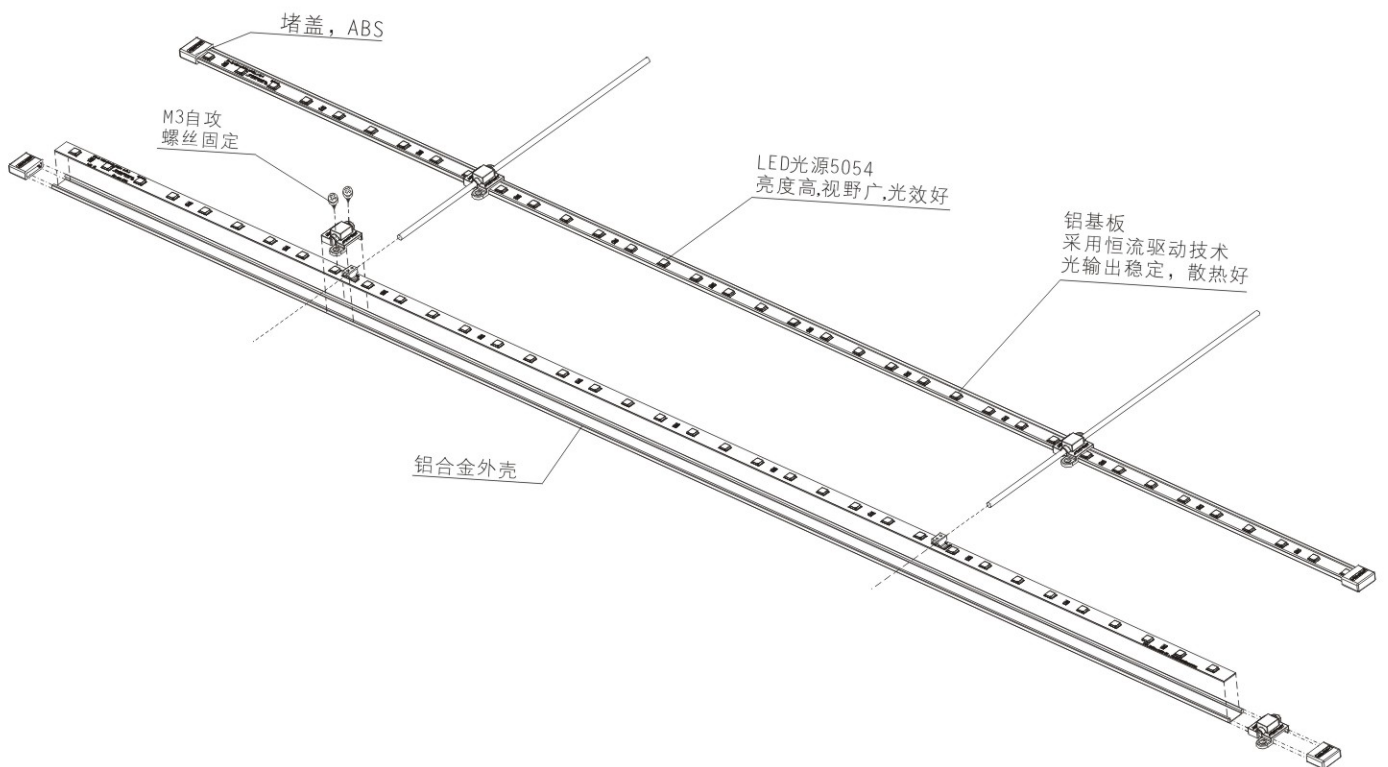 堵盖，ABS
M3自攻
螺丝固定
LED光源5054
亮度高,视野广,光效好
铝基板
采用恒流驱动技术
光输出稳定，散热好
铝合金外壳